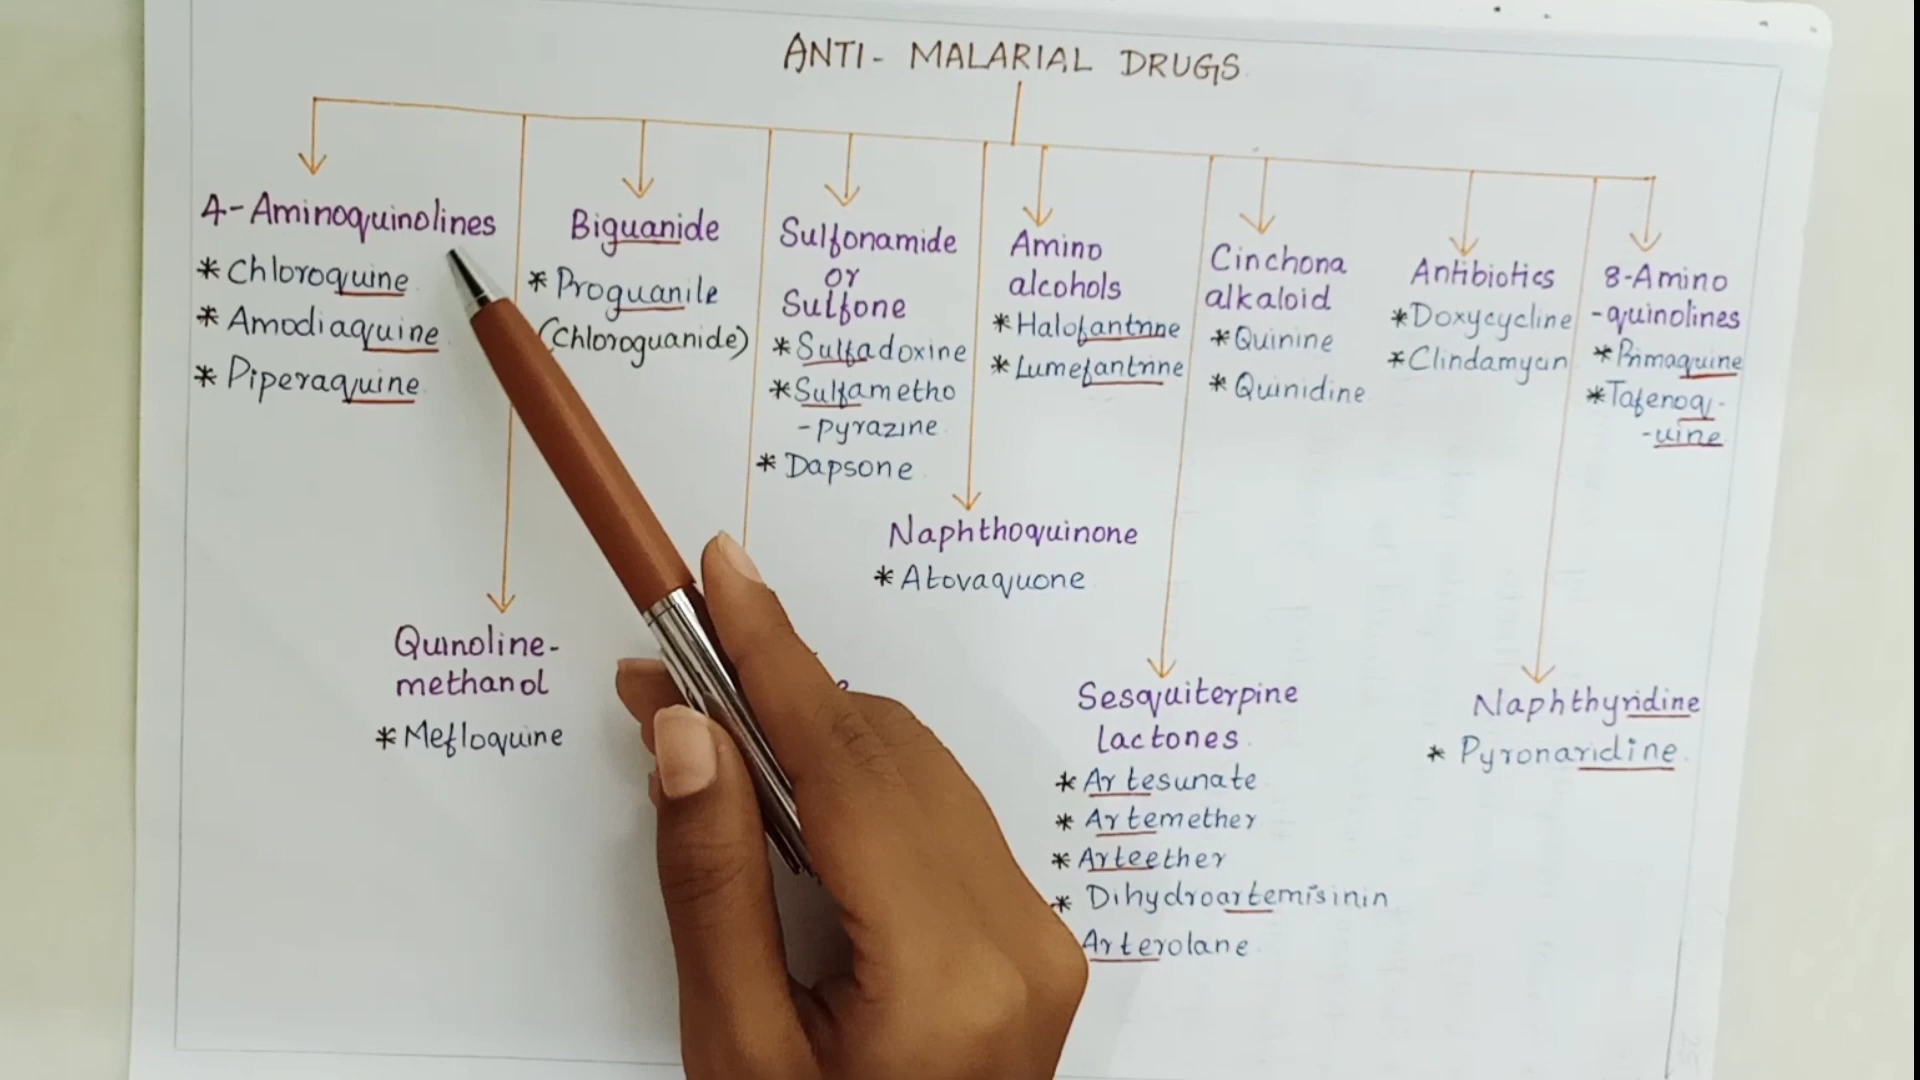 ANTI- MALARIAL DRUGS
4-Aminoquinolines
* Chloroquine
* Amodiaquine
* Piperaquine
Biguanide
* Proguanile
(Chloroguanide)
Sulfonamide
or
Sulfone
* Sulfadoxine
* Sulfametho
-pyrazine
* Dapsone
Amino
alcohols
* Halofantrine
* Lumefantrine
Cinchona
alkaloid
* Quinine
* Quinidine
Antibiotics
* Doxycycline
* Clindamycin
8-Amino
-quinolines
* Primaquine
* Tafenoq-
-uine
Quinoline-
methanol
* Mefloquine
Naphthoquinone
* Atovaquone
Sesquiterpine
lactones
* Artesunate
* Artemether
* Arteether
* Dihydroartemisinin
Arterolane
Naphthyridine
* Pyronaridine